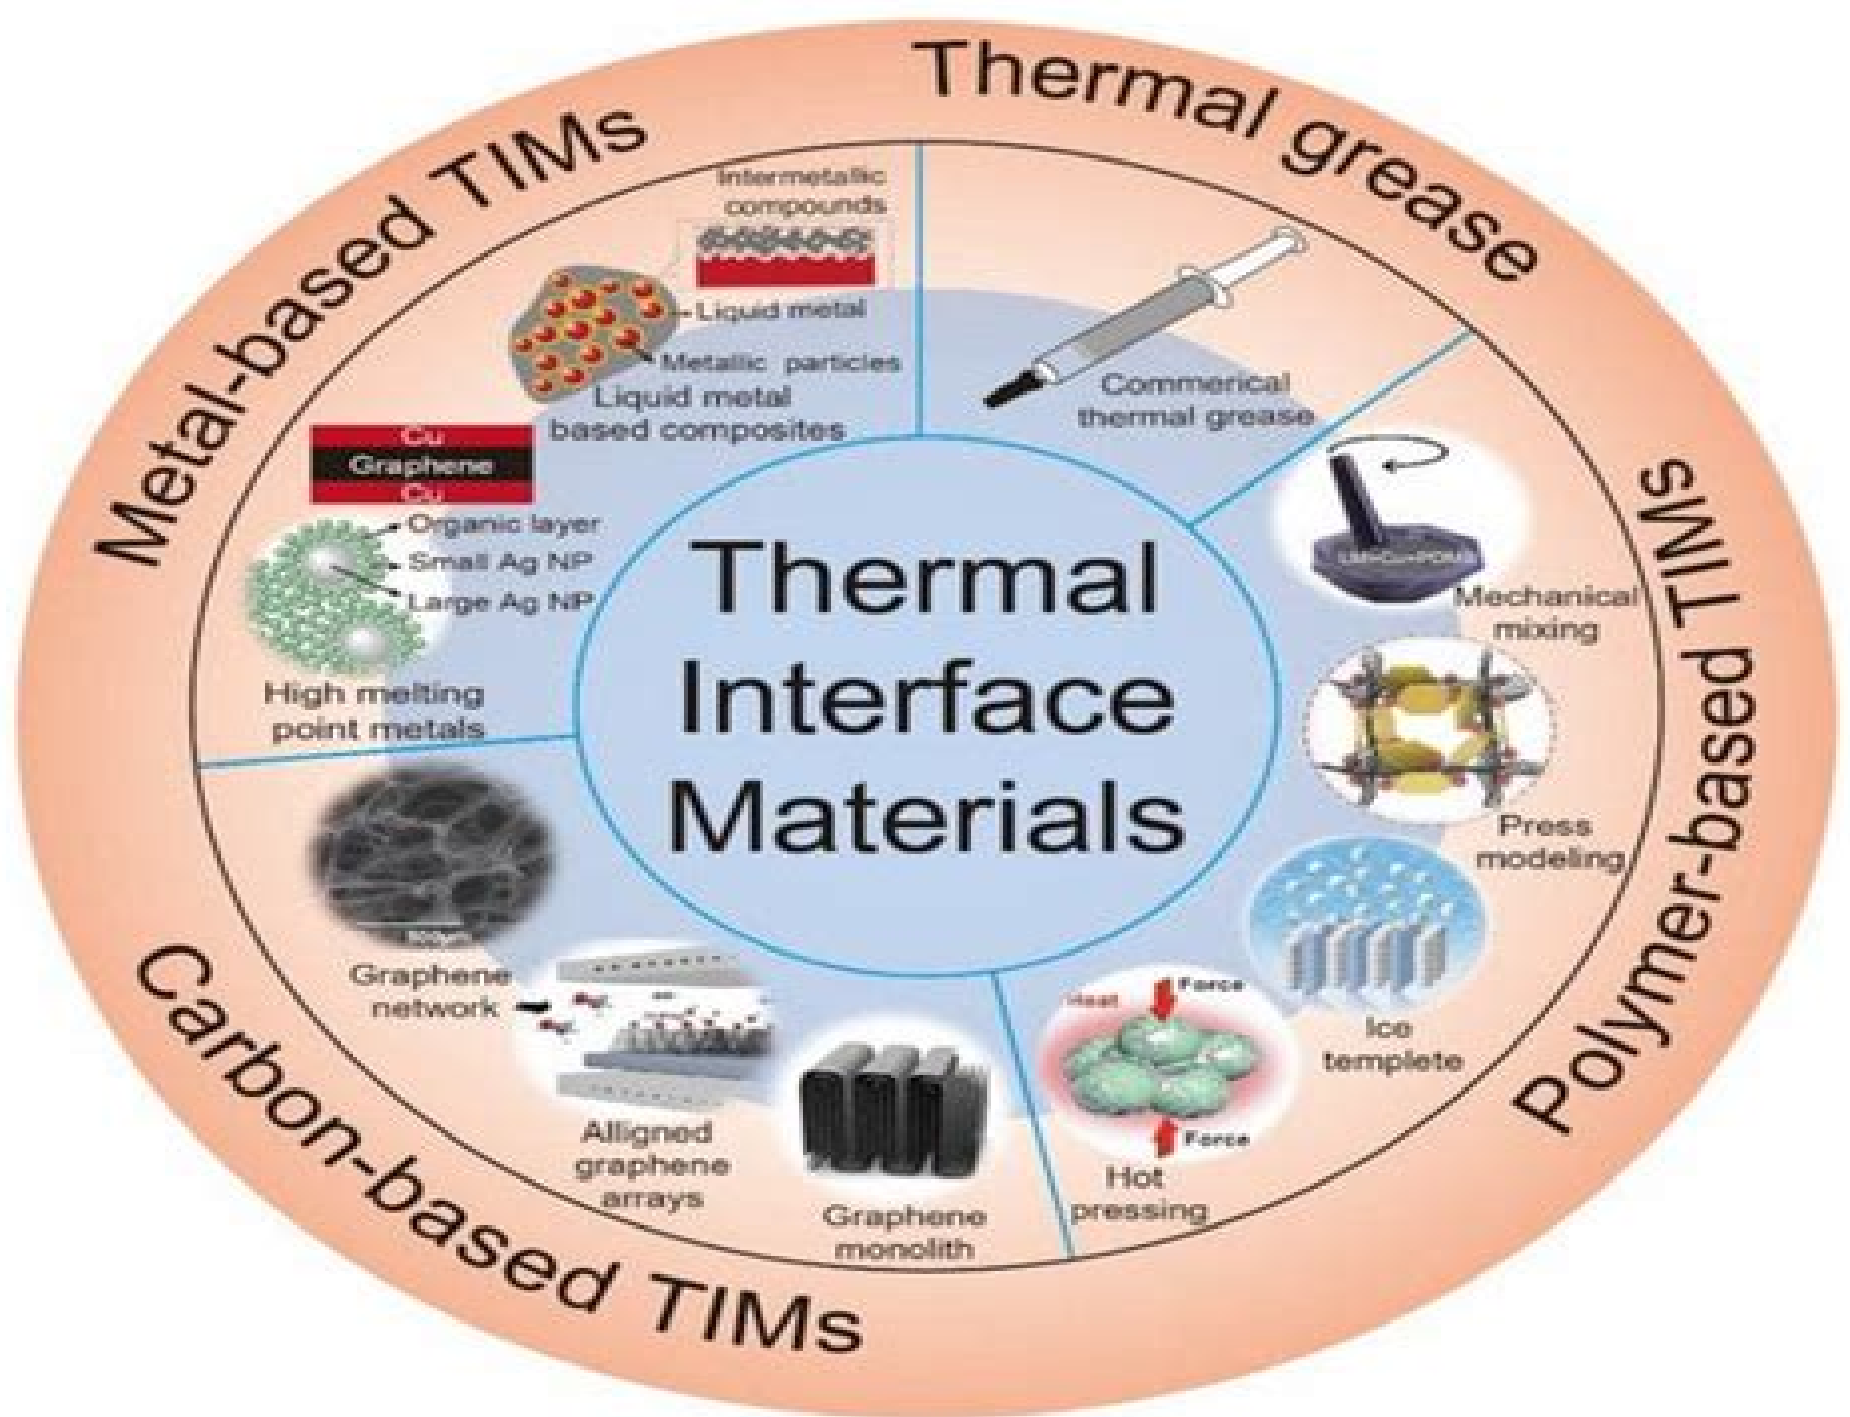 Thermal grease
Metal-based TIMs
Polymer-based TIMs
Carbon-based TIMs
Thermal
Interface
Materials
Intermetallic
compounds
Liquid metal
Metallic particles
Liquid metal
based composites
Cu
Graphene
Cu
Organic layer
Small Ag NP
Large Ag NP
High melting
point metals
Commerical
thermal grease
Mechanical
mixing
Press
modeling
Ice
templete
Heat
Force
Force
Hot
pressing
Graphene
network
Alligned
graphene
arrays
Graphene
monolith